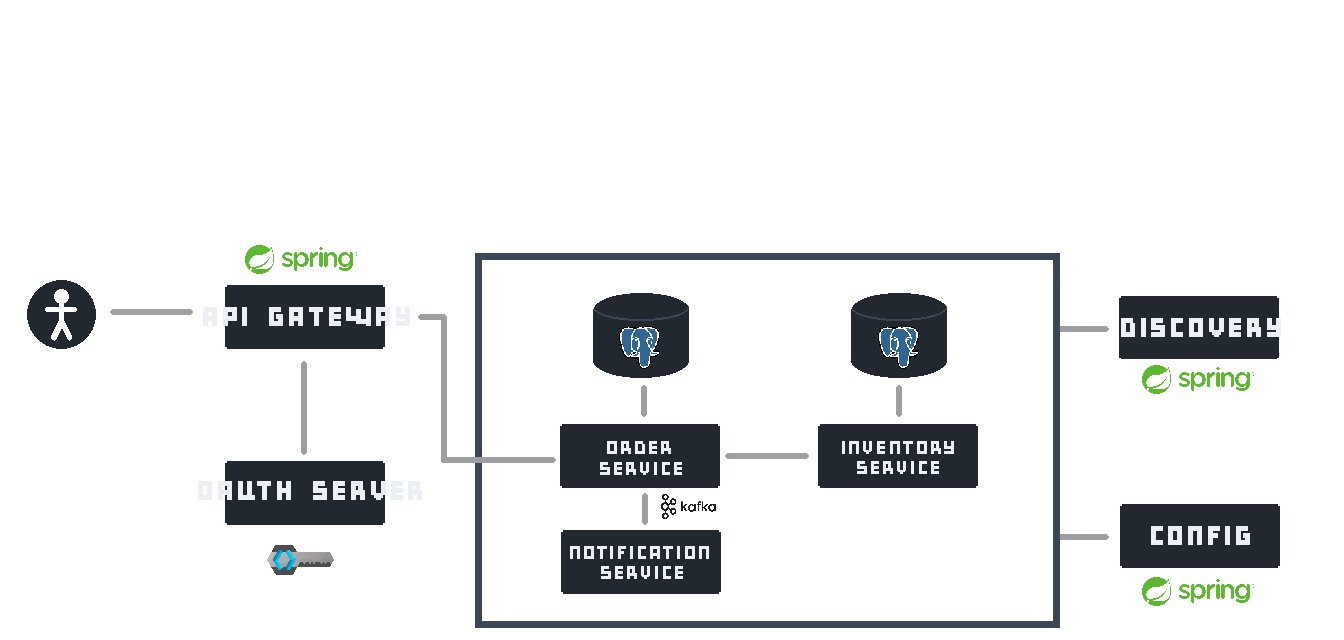 spring
API GATEWAY
OAUTH SERVER
ORDER
SERVICE
INVENTORY
SERVICE
kafka
NOTIFICATION
SERVICE
DISCOVERY
spring
CONFIG
spring